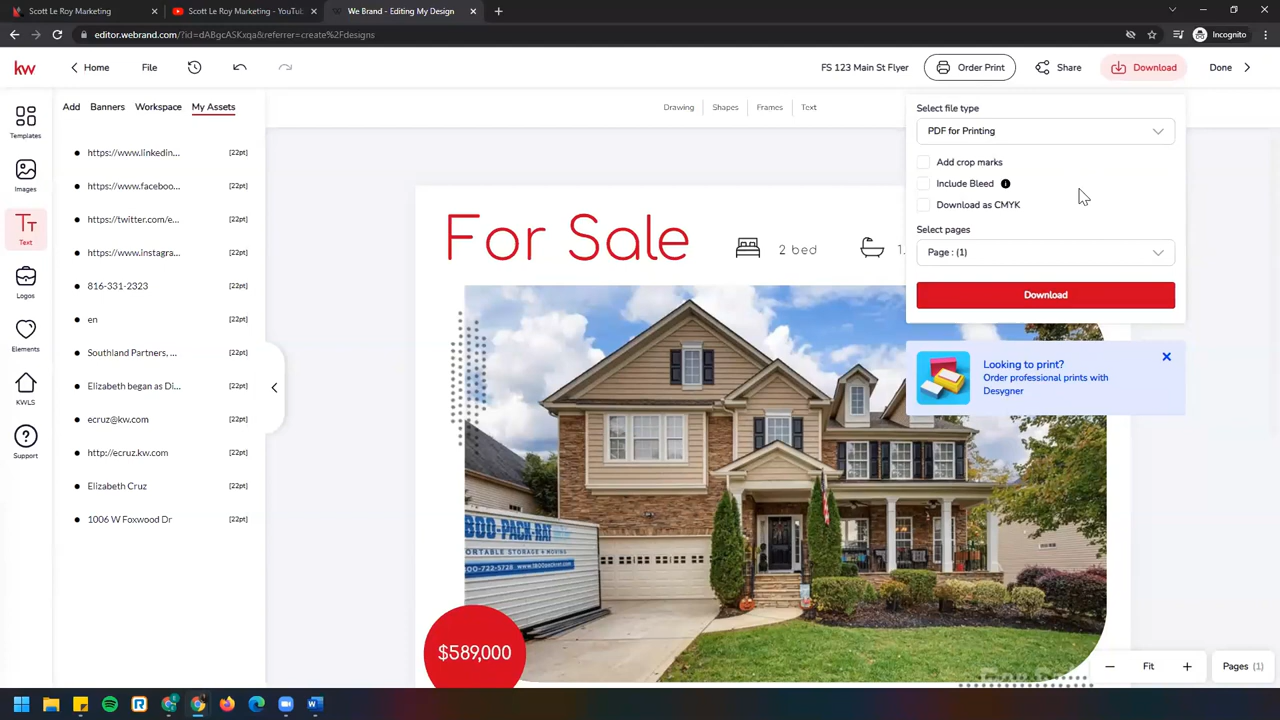 Scott Le Roy Marketing
Scott Le Roy Marketing - YouTub
We Brand - Editing My Design
editor.webrand.com/?id=dABgcASKxqa&referrer=create%2Fdesigns
Incognito
kw
Home
File
FS 123 Main St Flyer
Order Print
Share
Download
Done
Templates
Images
Text
Logos
Elements
KWLS
Support
Add
Banners
Workspace
My Assets
https://www.linkedin... [22pt]
https://www.faceboo... [22pt]
https://twitter.com/e... [22pt]
https://www.instagra... [22pt]
816-331-2323 [22pt]
en [22pt]
Southland Partners, ... [22pt]
Elizabeth began as Di... [22pt]
ecruz@kw.com [22pt]
http://ecruz.kw.com [22pt]
Elizabeth Cruz [22pt]
1006 W Foxwood Dr [22pt]
Drawing
Shapes
Frames
Text
Select file type
PDF for Printing
Add crop marks
Include Bleed
Download as CMYK
Select pages
Page : (1)
Download
Looking to print?
Order professional prints with
Desygner
For Sale
2 bed
1.
800-PACK-RAT
PORTABLE STORAGE & MOVING
$589,000
Fit
Pages (1)